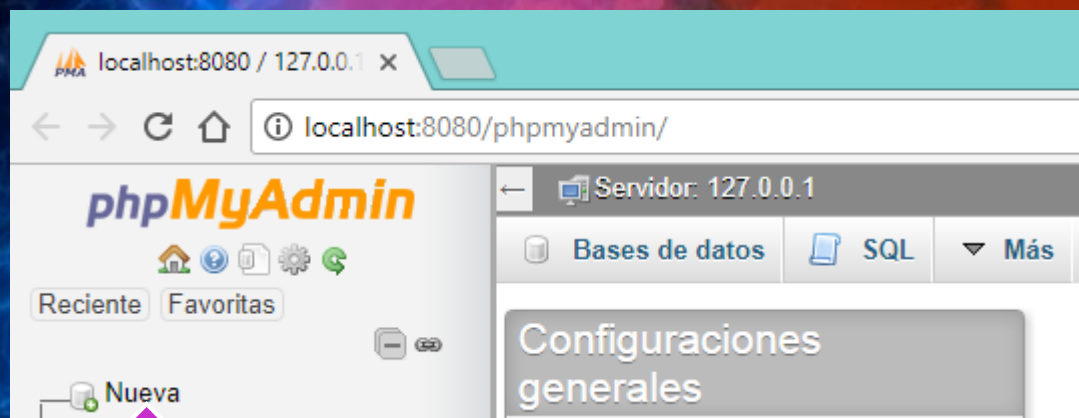 PMA localhost:8080 / 127.0.0.1
localhost:8080/phpmyadmin/
phpMyAdmin
Servidor: 127.0.0.1
Bases de datos SQL Más
Reciente Favoritas
Configuraciones
generales
Nueva